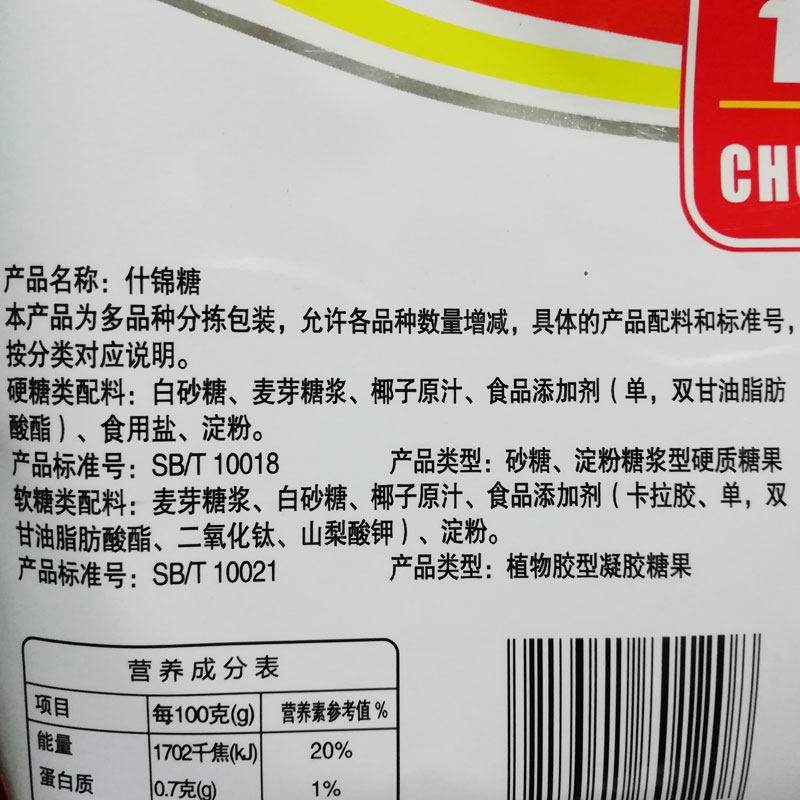 CH
产品名称：什锦糖
本产品为多品种分拣包装，允许各品种数量增减，具体的产品配料和标准号，
按分类对应说明。
硬糖类配料：白砂糖、麦芽糖浆、椰子原汁、食品添加剂（单，双甘油脂肪
酸酯）、食用盐、淀粉。
产品标准号：SB/T 10018 产品类型：砂糖、淀粉糖浆型硬质糖果
软糖类配料：麦芽糖浆、白砂糖、椰子原汁、食品添加剂（卡拉胶、单，双
甘油脂肪酸酯、二氧化钛、山梨酸钾）、淀粉。
产品标准号：SB/T 10021 产品类型：植物胶型凝胶糖果
营养成分表
项目 每100克(g) 营养素参考值%
能量 1702千焦(kJ) 20%
蛋白质 0.7克(g) 1%